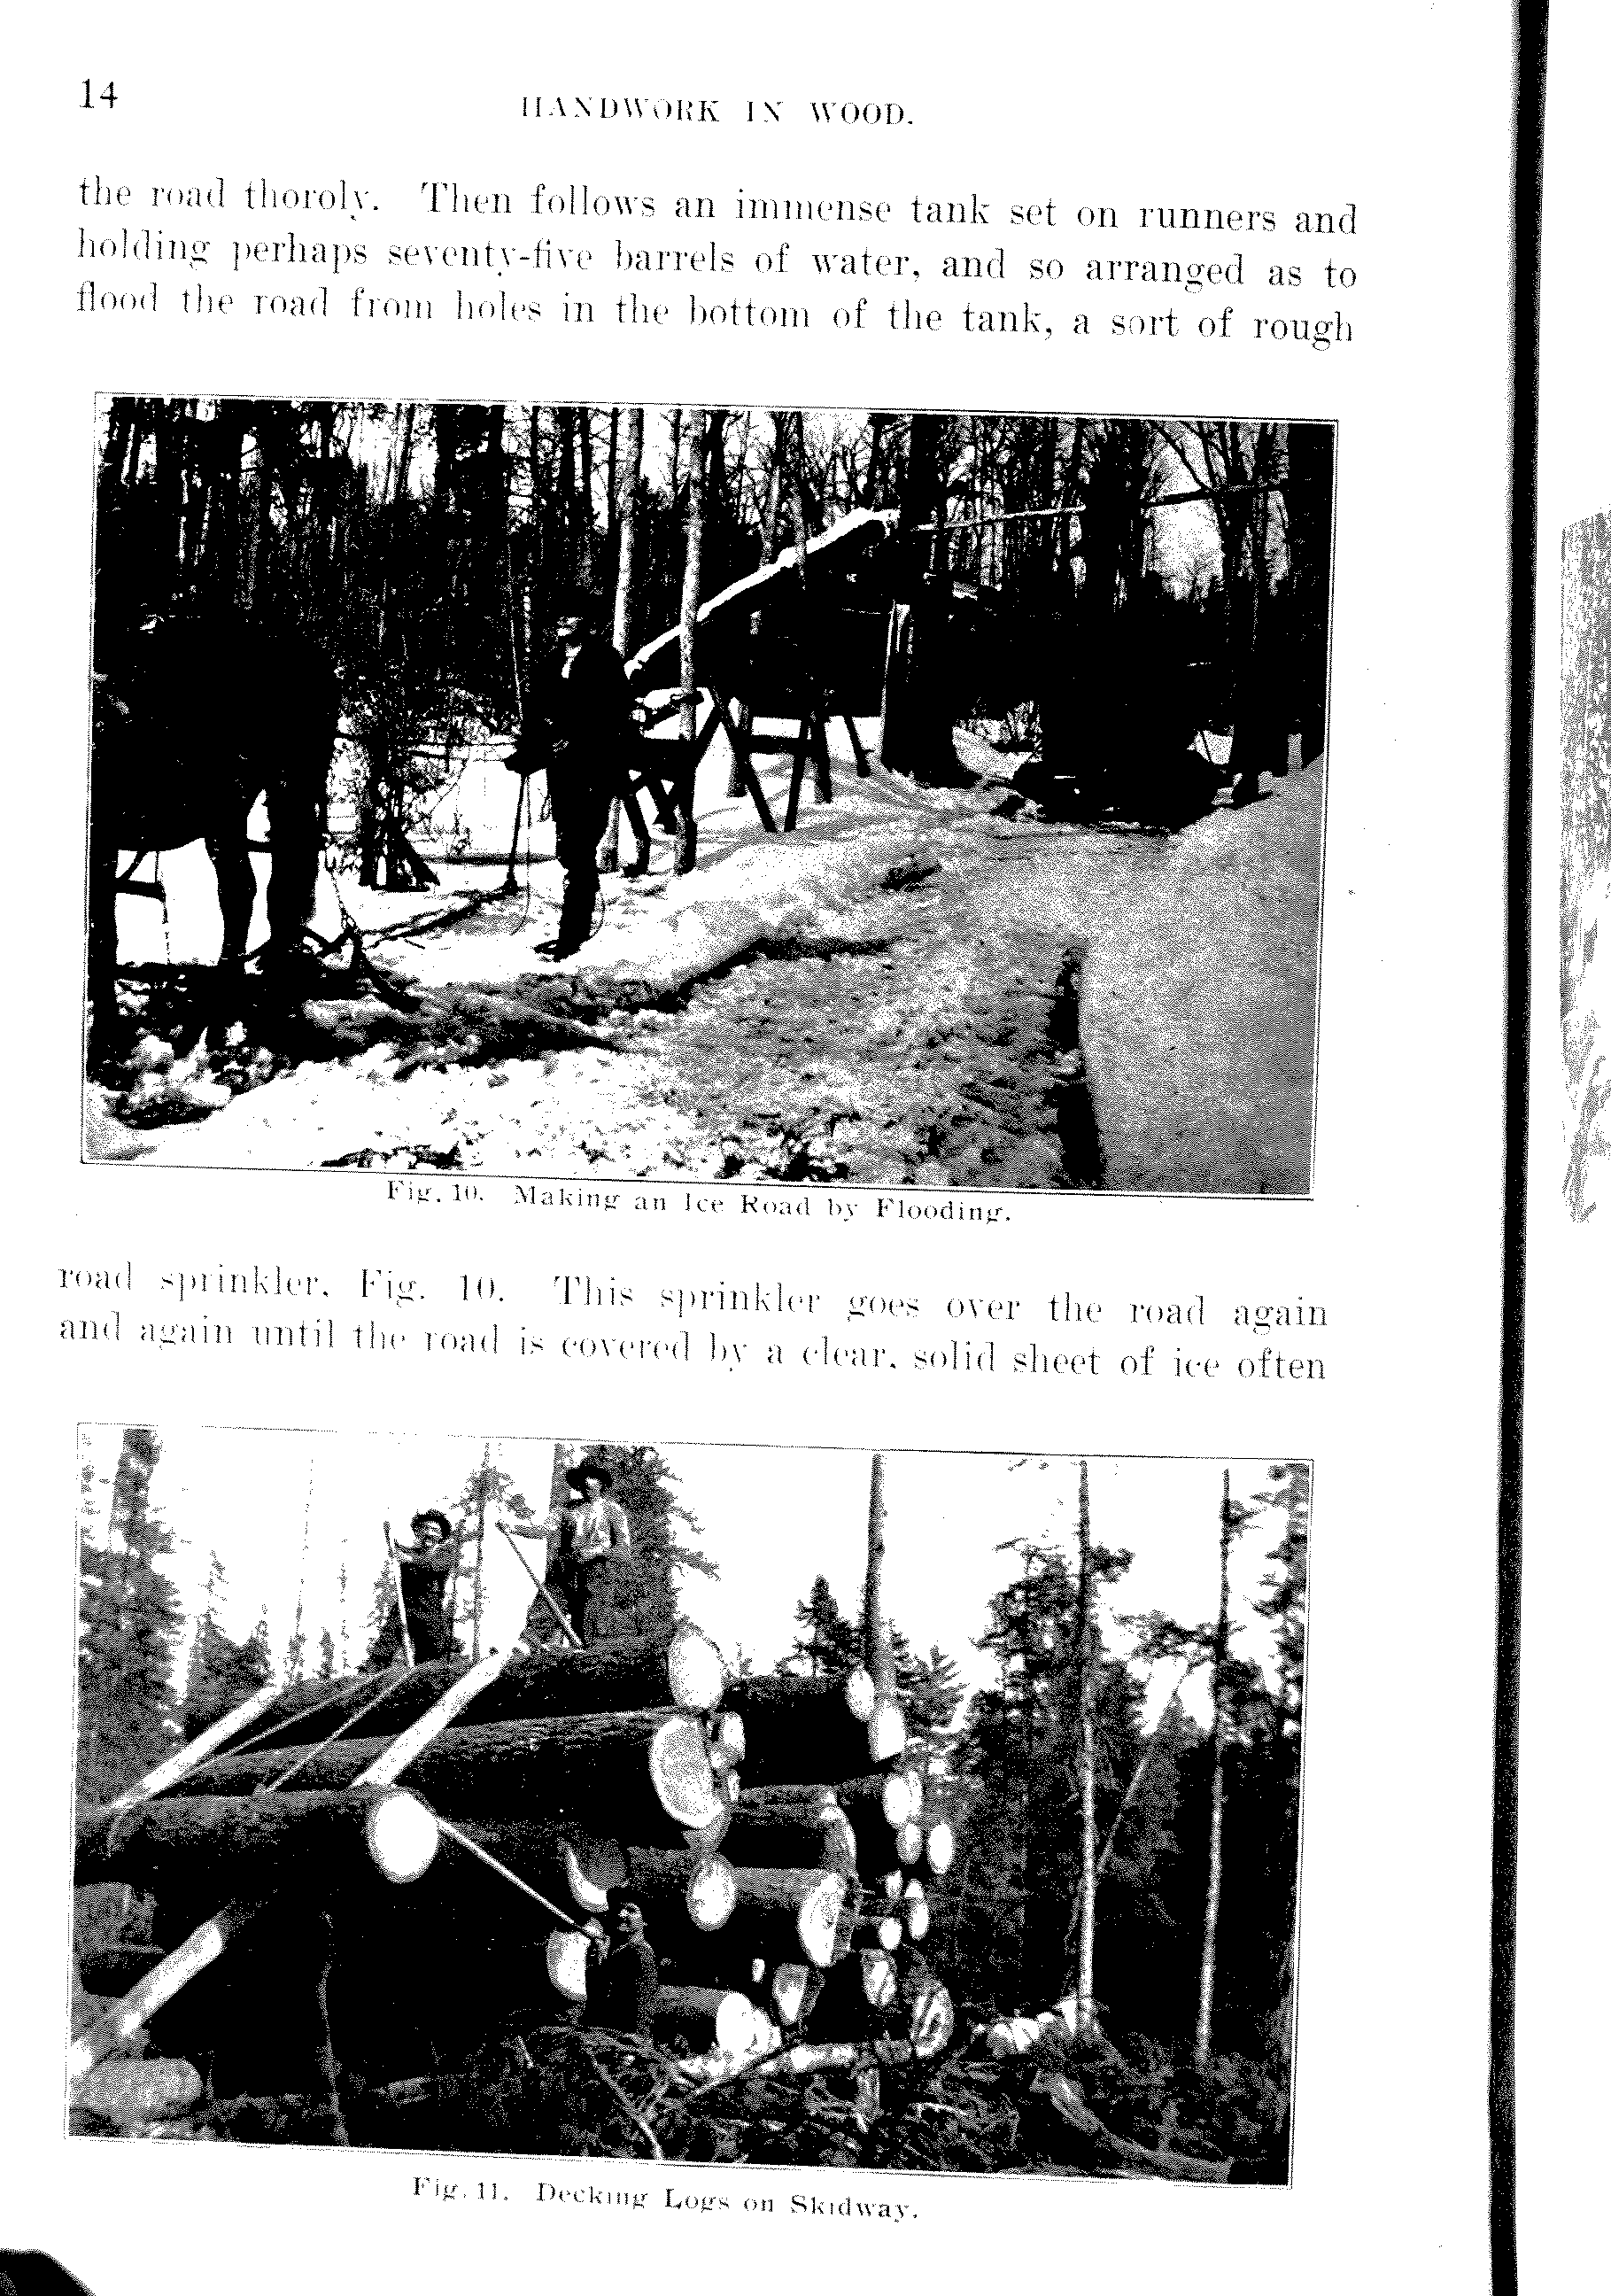 14
HANDWORK IN WOOD.
the road thoroly. Then follows an immense tank set on runners and
holding perhaps seventy-five barrels of water, and so arranged as to
flood the road from holes in the bottom of the tank, a sort of rough
Fig. 10. Making an Ice Road by Flooding.
road sprinkler, Fig. 10. This sprinkler goes over the road again
and again until the road is covered by a clear, solid sheet of ice often
Fig. 11. Decking Logs on Skidway.